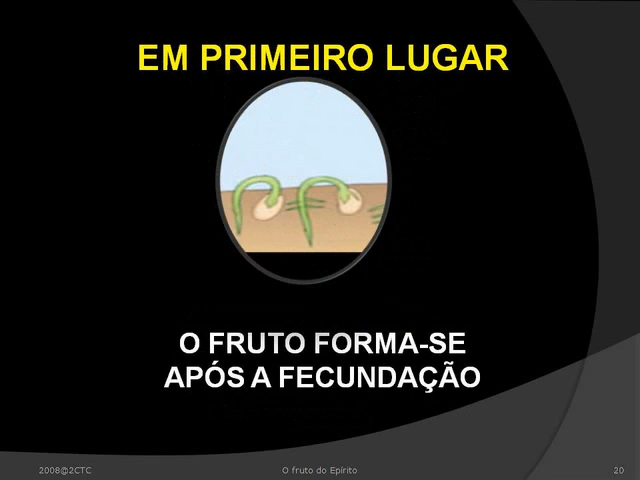 EM PRIMEIRO LUGAR
O FRUTO FORMA-SE
APÓS A FECUNDAÇÃO
2008@2CTC
O fruto do Epírito
20